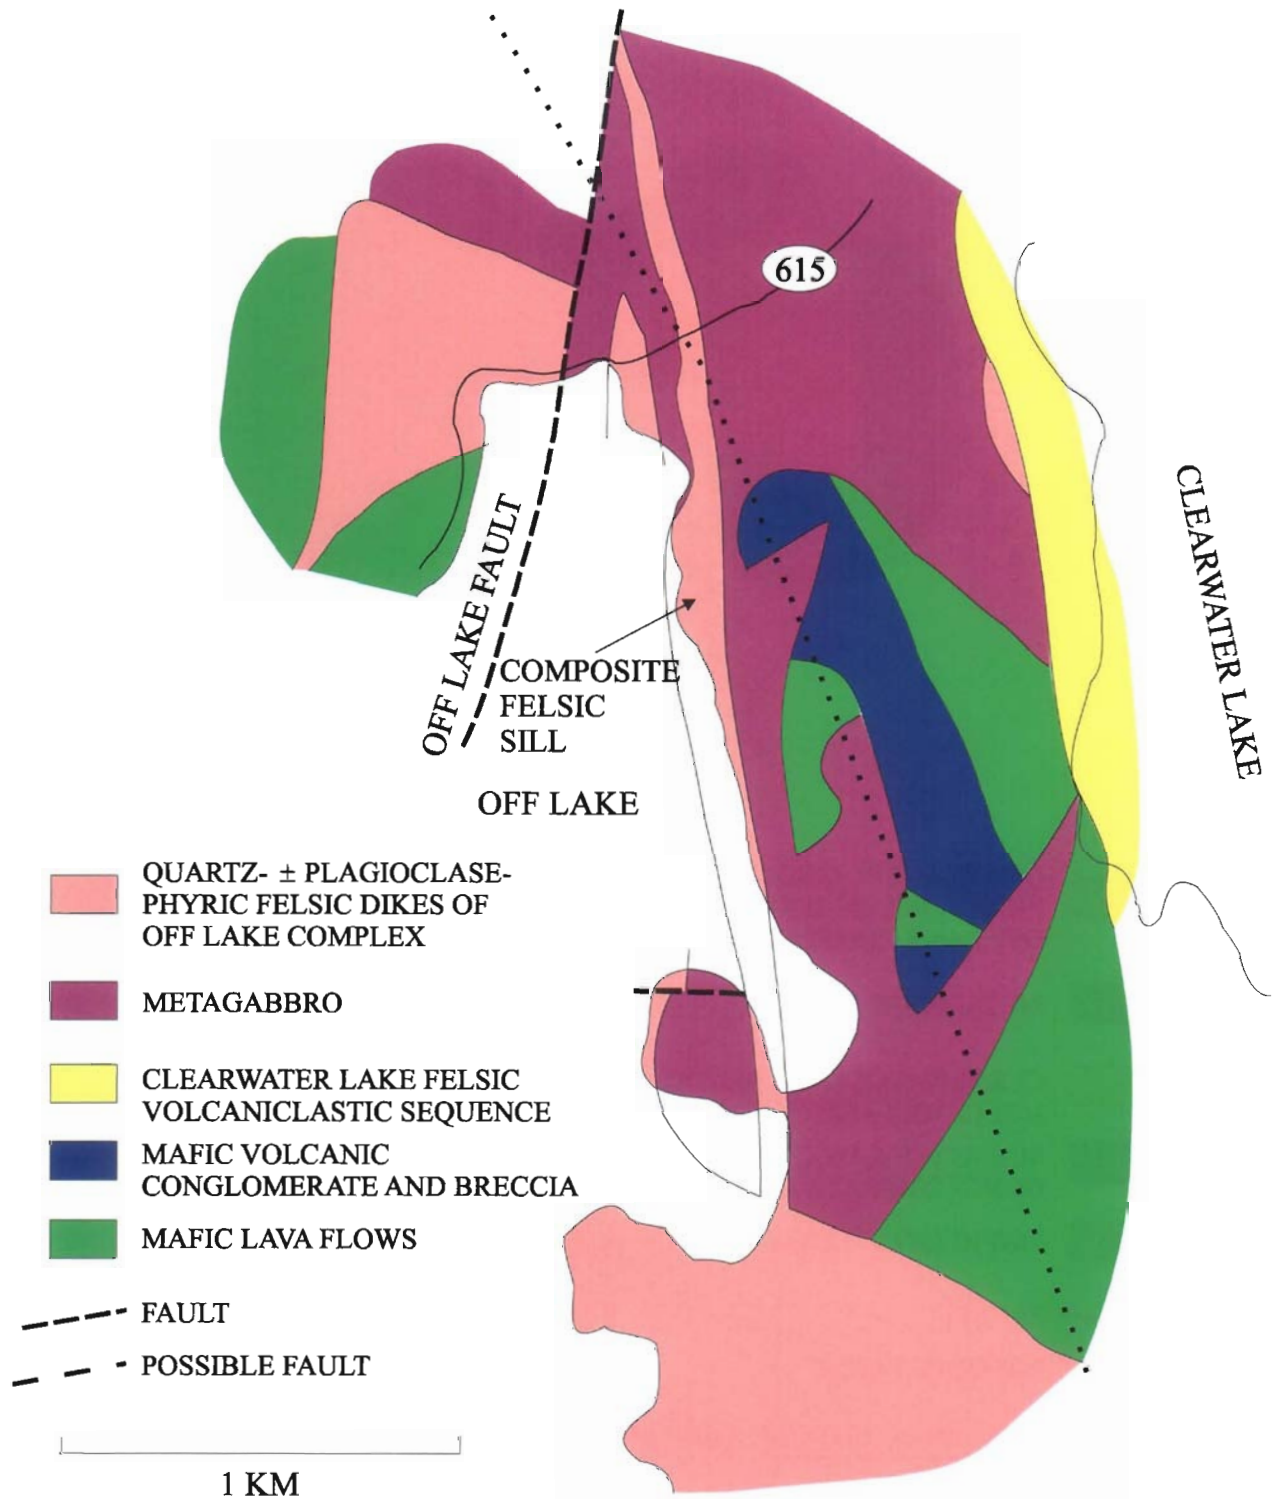 615
CLEARWATER LAKE
OFF LAKE FAULT
COMPOSITE
FELSIC
SILL
OFF LAKE
QUARTZ- ± PLAGIOCLASE-
PHYRIC FELSIC DIKES OF
OFF LAKE COMPLEX
METAGABBRO
CLEARWATER LAKE FELSIC
VOLCANICLASTIC SEQUENCE
MAFIC VOLCANIC
CONGLOMERATE AND BRECCIA
MAFIC LAVA FLOWS
FAULT
POSSIBLE FAULT
1 KM